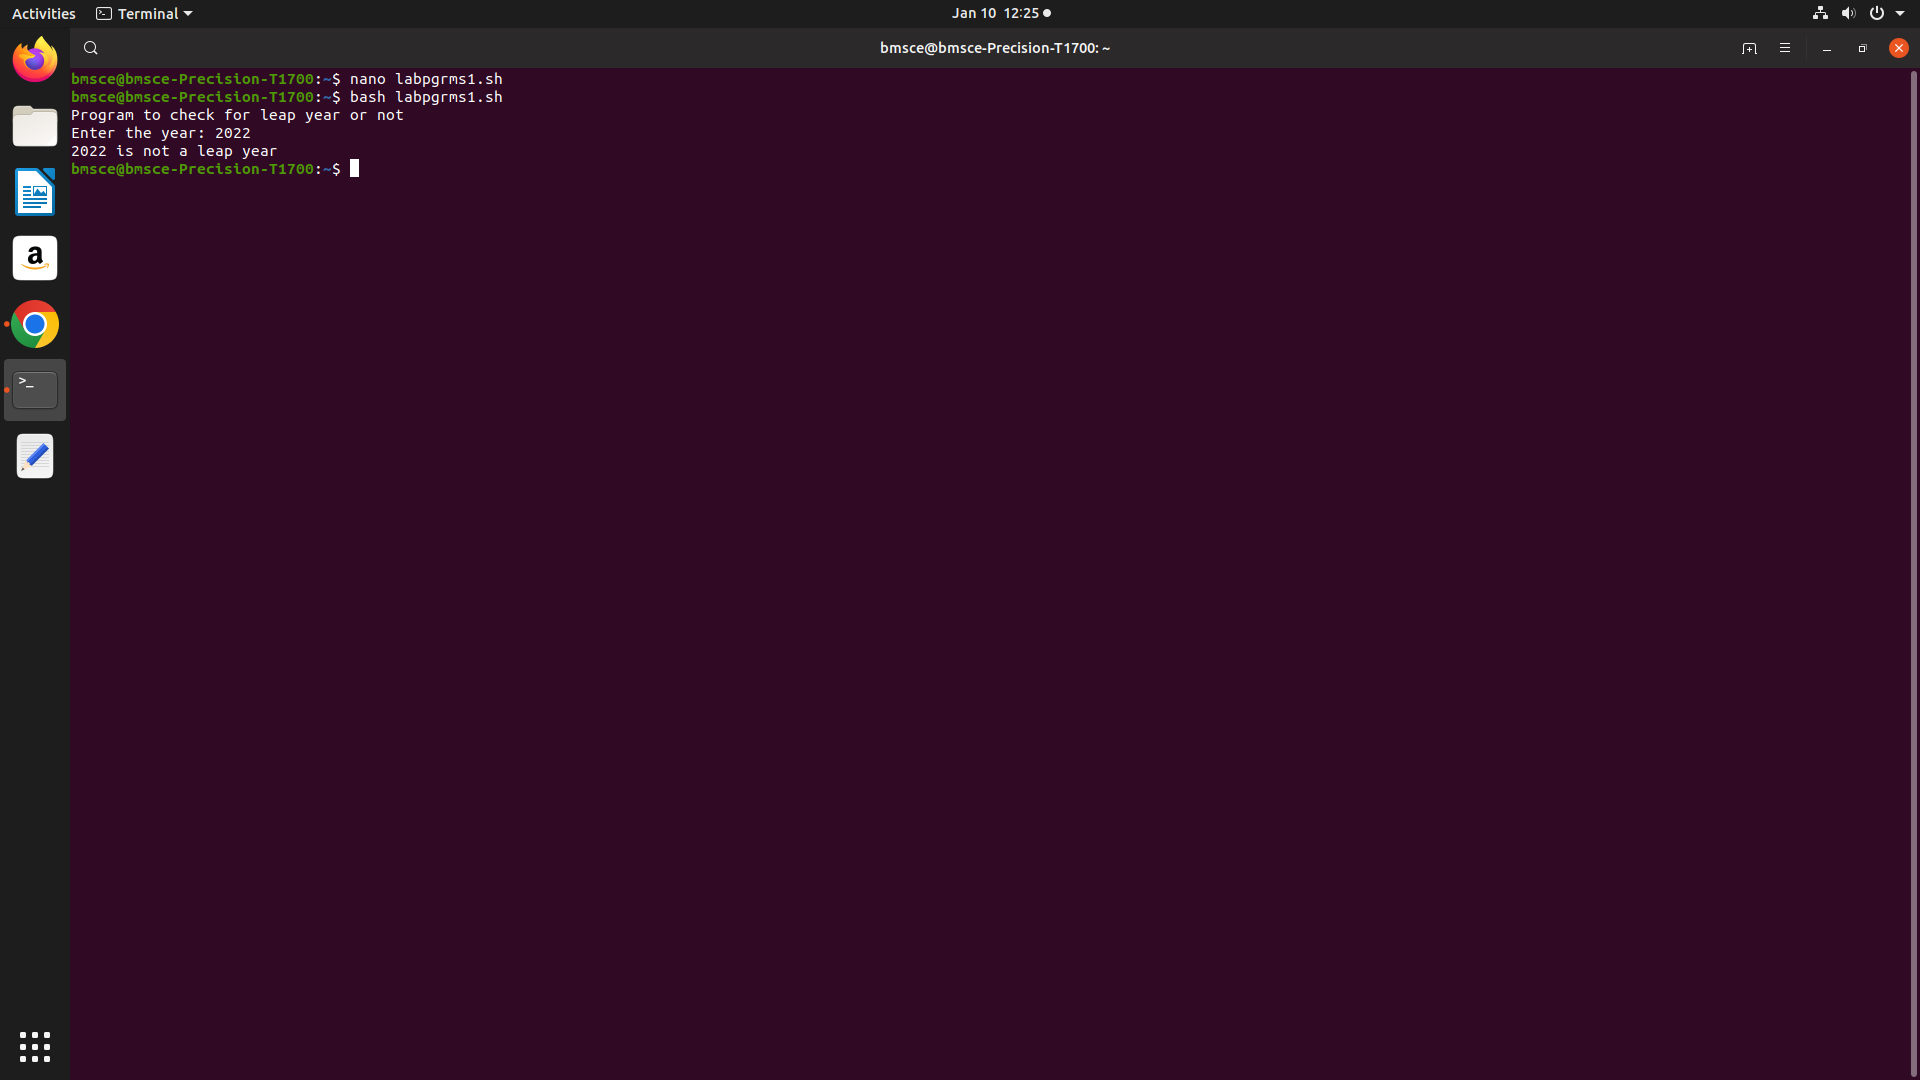 Activities Terminal Jan 10 12:25
bmsce@bmsce-Precision-T1700: ~
bmsce@bmsce-Precision-T1700:~$ nano labpgrms1.sh
bmsce@bmsce-Precision-T1700:~$ bash labpgrms1.sh
Program to check for leap year or not
Enter the year: 2022
2022 is not a leap year
bmsce@bmsce-Precision-T1700:~$
a
>_